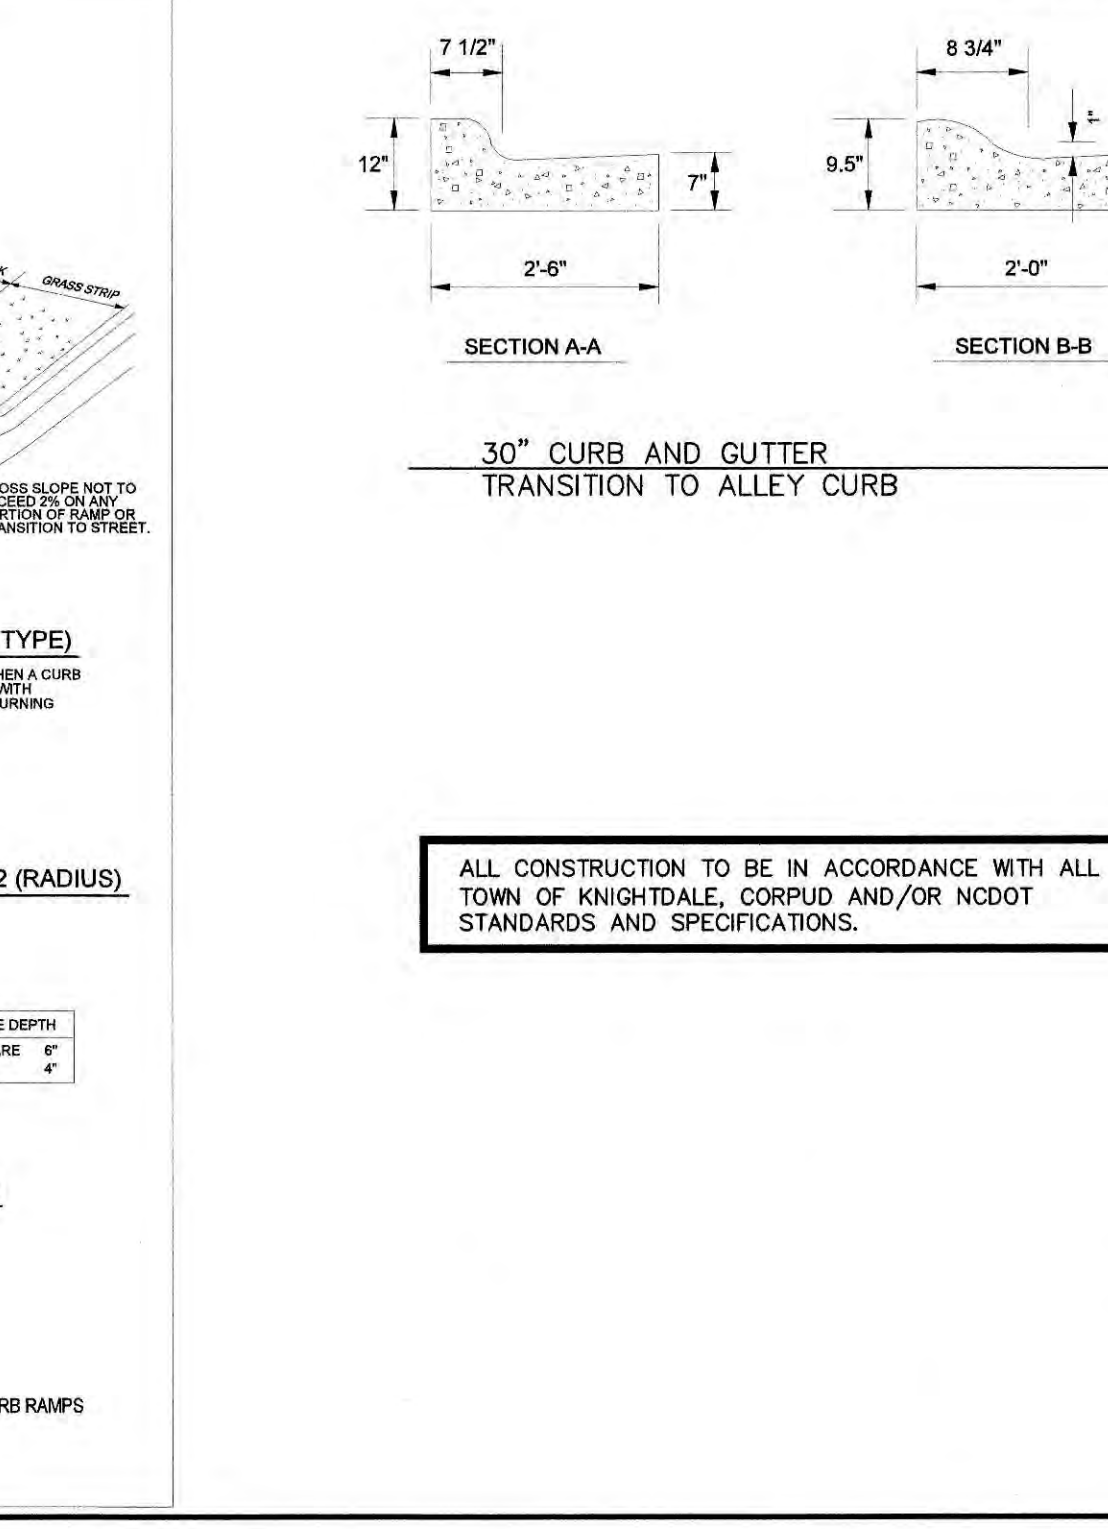 7 1/2"
8 3/4"
1"
12"
7"
9.5"
2'-6"
2'-0"
SECTION A-A
SECTION B-B
30" CURB AND GUTTER
TRANSITION TO ALLEY CURB
GRASS STRIP
OSS SLOPE NOT TO
CEED 2% ON ANY
RTION OF RAMP OR
ANSITION TO STREET.
TYPE)
HEN A CURB
WITH
URNING
2 (RADIUS)
ALL CONSTRUCTION TO BE IN ACCORDANCE WITH ALL
TOWN OF KNIGHTDALE, CORPUD AND/OR NCDOT
STANDARDS AND SPECIFICATIONS.
E DEPTH
ARE 6"
4"
RB RAMPS